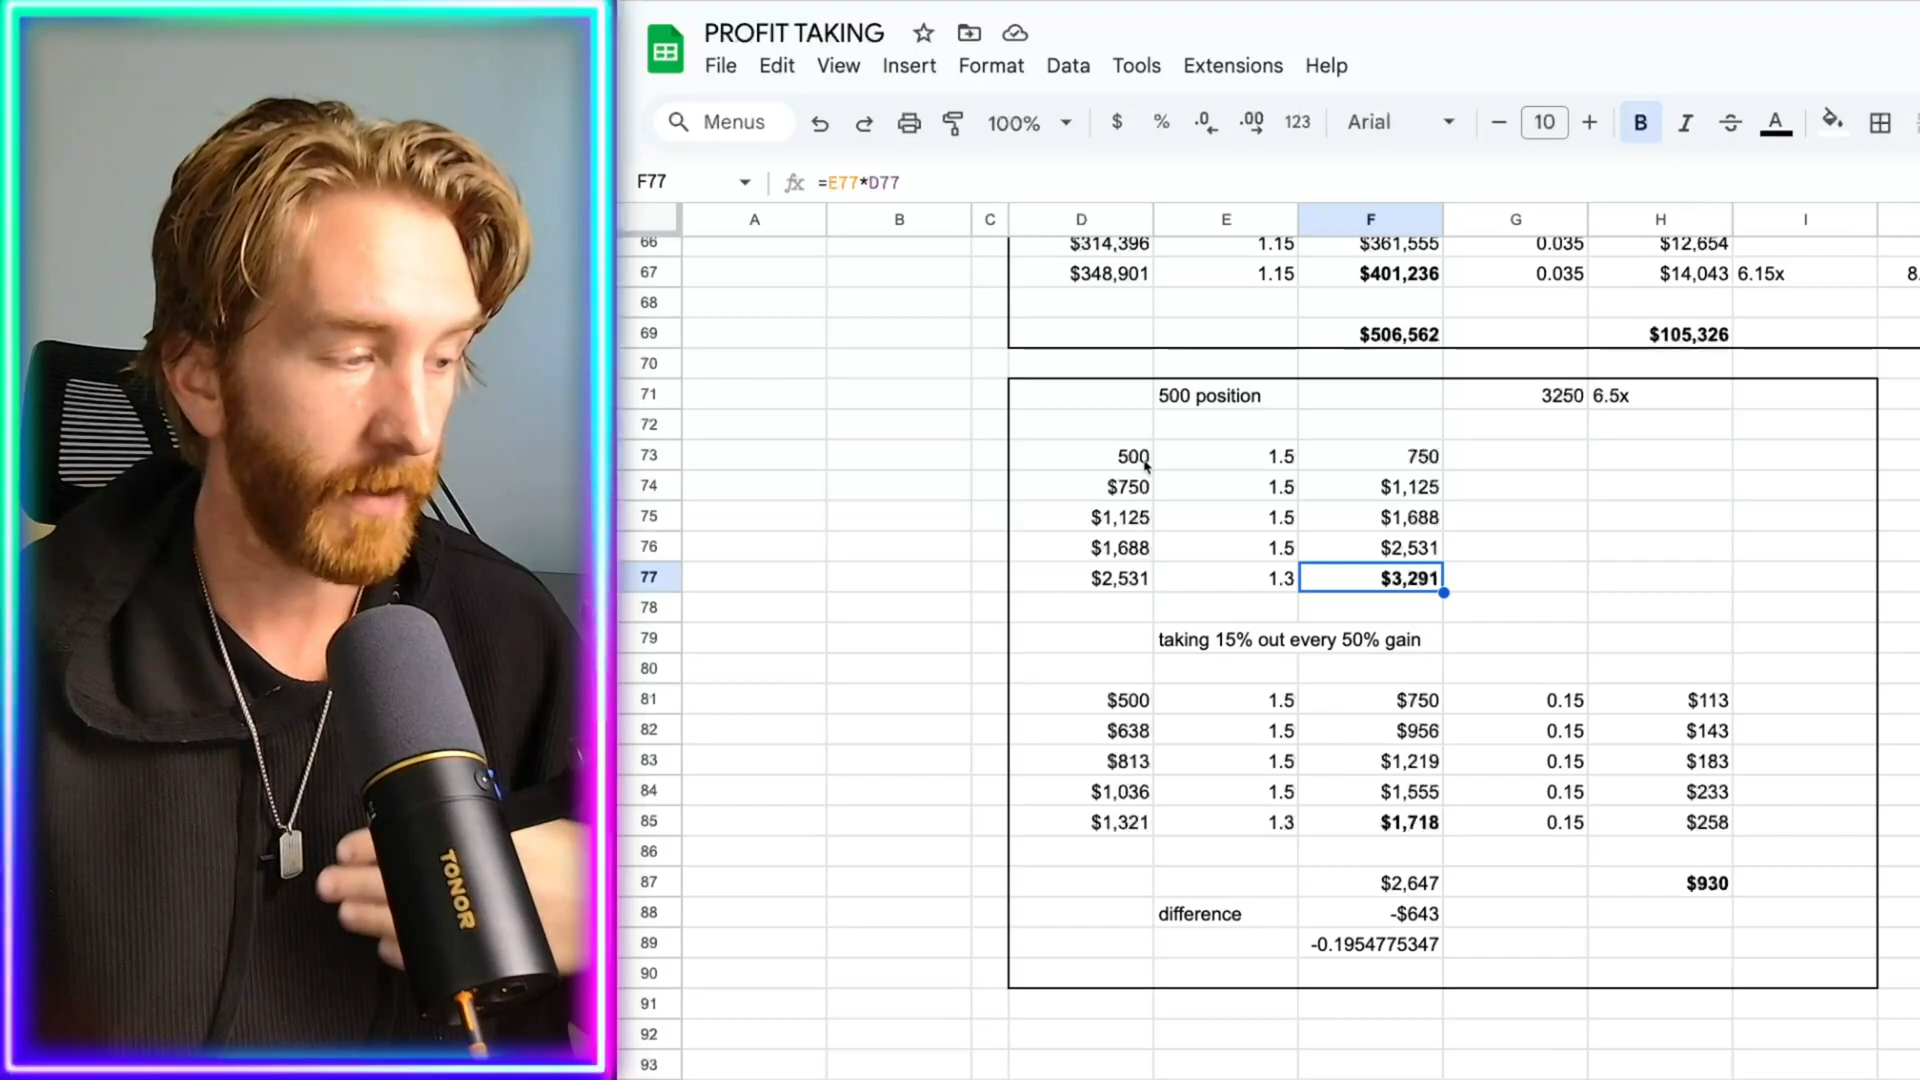 PROFIT TAKING
File Edit View Insert Format Data Tools Extensions Help
Menus 100% $ % .0 .00 123 Arial 10 B I A
F77 fx =E77*D77
A B C D E F G H I
66 $314,396 1.15 $361,555 0.035 $12,654
67 $348,901 1.15 $401,236 0.035 $14,043 6.15x 8.
68
69 $506,562 $105,326
70
71 500 position 3250 6.5x
72
73 500 1.5 750
74 $750 1.5 $1,125
75 $1,125 1.5 $1,688
76 $1,688 1.5 $2,531
77 $2,531 1.3 $3,291
78
79 taking 15% out every 50% gain
80
81 $500 1.5 $750 0.15 $113
82 $638 1.5 $956 0.15 $143
83 $813 1.5 $1,219 0.15 $183
84 $1,036 1.5 $1,555 0.15 $233
85 $1,321 1.3 $1,718 0.15 $258
86
87 $2,647 $930
88 difference -$643
89 -0.1954775347
90
91
92
93
TONOR